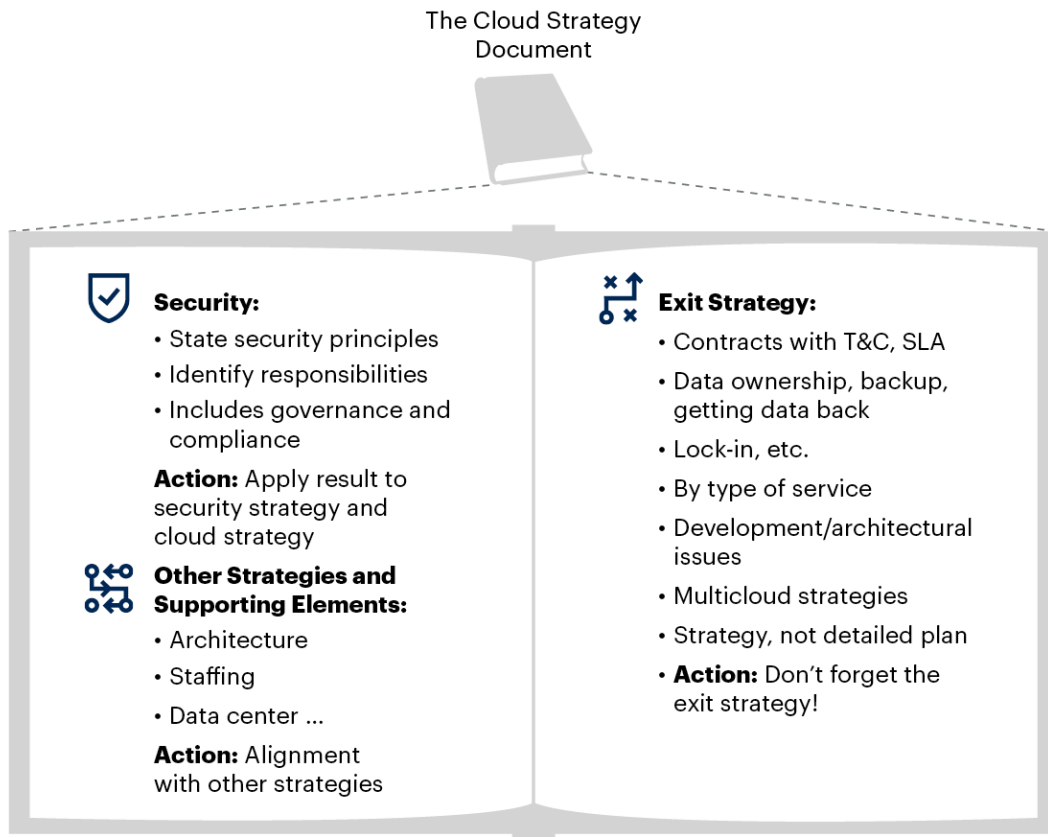 The Cloud Strategy
Document
Security:
• State security principles
• Identify responsibilities
• Includes governance and
compliance
Action: Apply result to
security strategy and
cloud strategy
Other Strategies and
Supporting Elements:
• Architecture
• Staffing
• Data center ...
Action: Alignment
with other strategies
Exit Strategy:
• Contracts with T&C, SLA
• Data ownership, backup,
getting data back
• Lock-in, etc.
• By type of service
• Development/architectural
issues
• Multicloud strategies
• Strategy, not detailed plan
• Action: Don’t forget the
exit strategy!